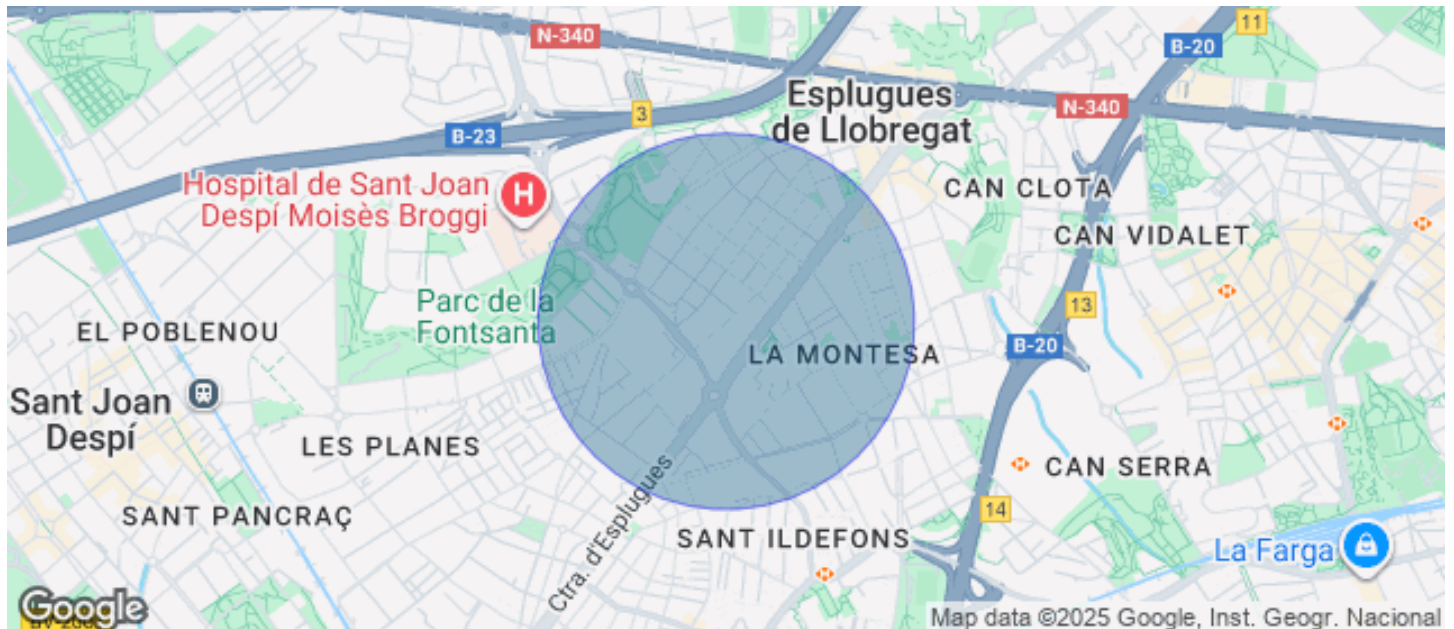 N-340
11
B-20
Esplugues
de Llobregat
N-340
3
B-23
Hospital de Sant Joan
Despí Moisès Broggi
H
CAN CLOTA
CAN VIDALET
Parc de la
Fontsanta
13
EL POBLENOU
LA MONTESA
B-20
Sant Joan
Despí
LES PLANES
CAN SERRA
Ctra. d'Esplugues
14
SANT PANCRAÇ
SANT ILDEFONS
La Farga
Google
Map data ©2025 Google, Inst. Geogr. Nacional